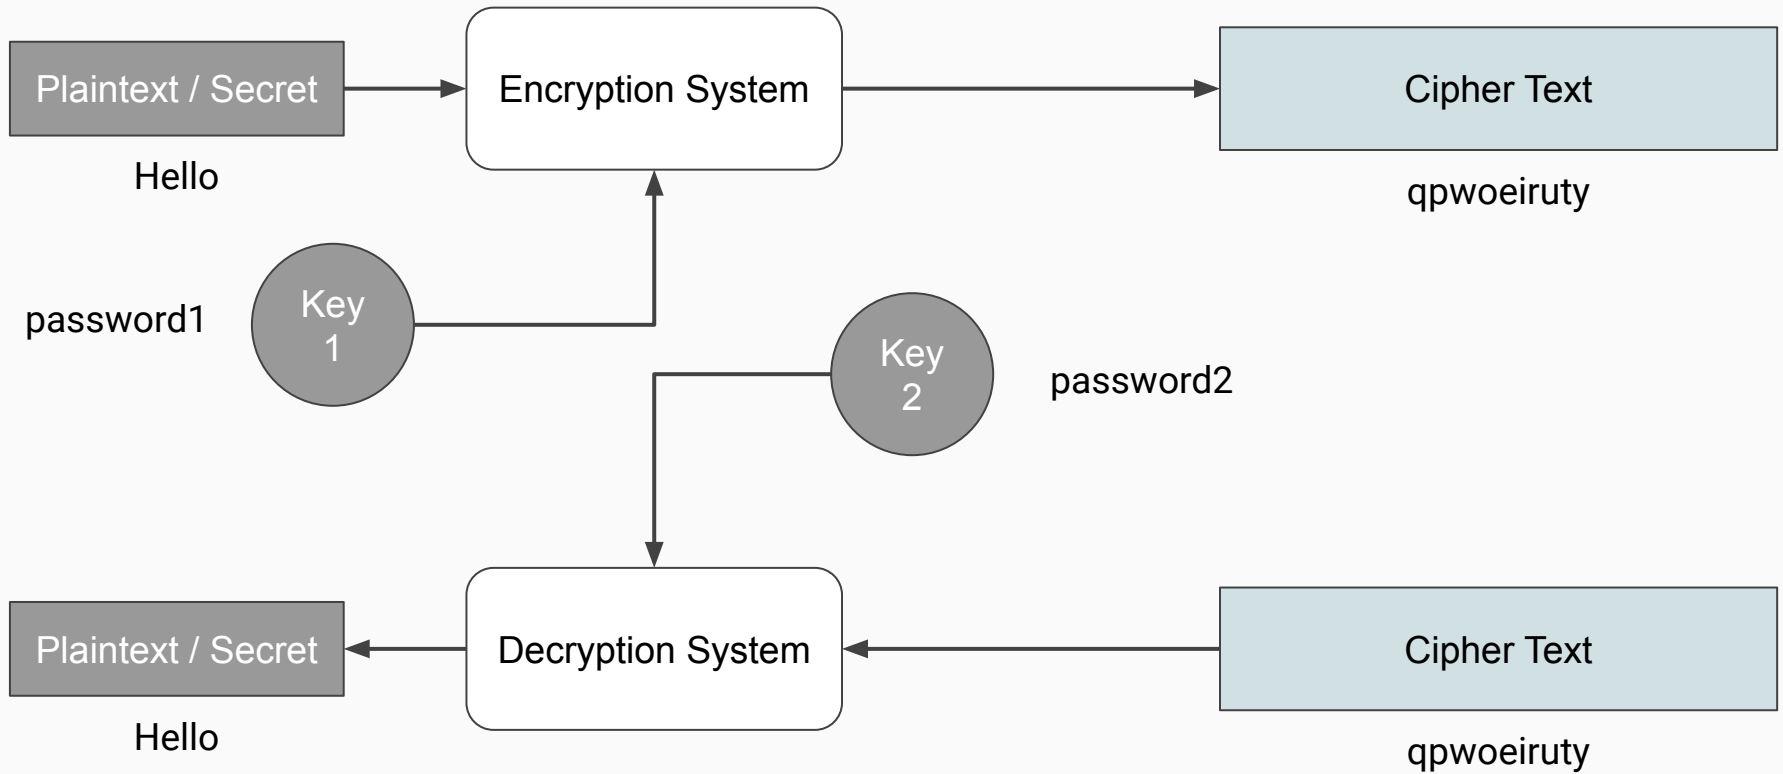 Plaintext / Secret
Encryption System
Cipher Text
Hello
qpwoeiruty
password1
Key
1
Key
2
password2
Plaintext / Secret
Decryption System
Cipher Text
Hello
qpwoeiruty